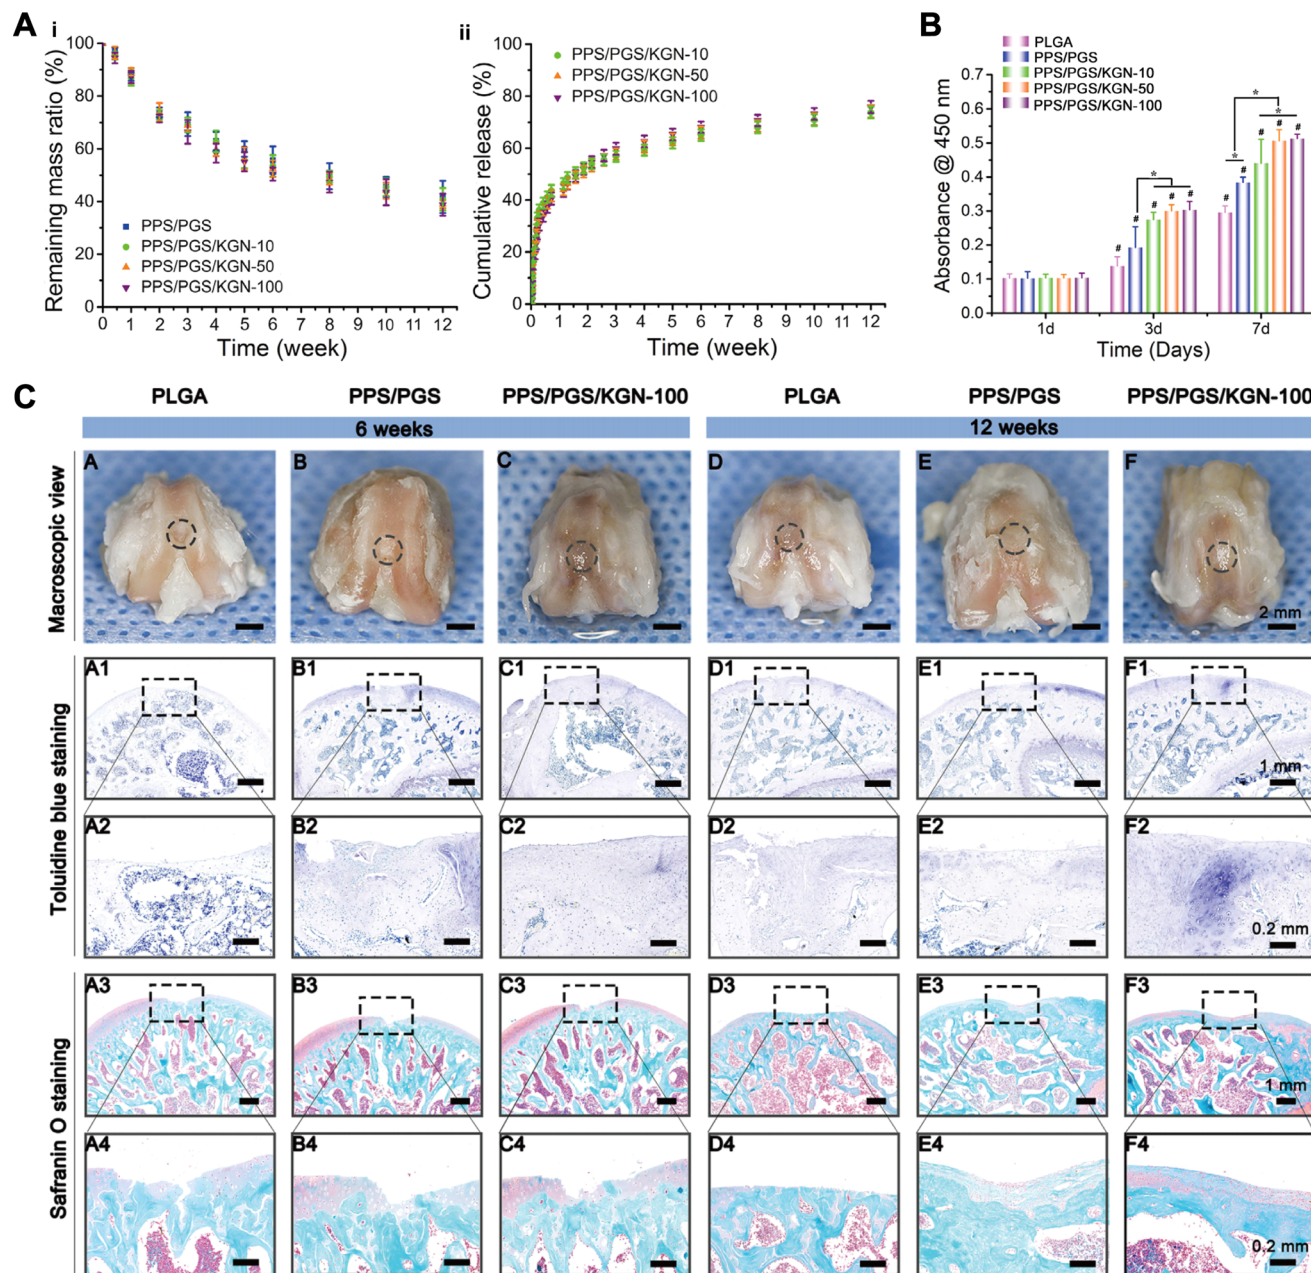 A
i
Remaining mass ratio (%)
100
80
60
40
20
0
PPS/PGS
PPS/PGS/KGN-10
PPS/PGS/KGN-50
PPS/PGS/KGN-100
0 1 2 3 4 5 6 7 8 9 10 11 12
Time (week)
ii
Cumulative release (%)
100
80
60
40
20
0
PPS/PGS/KGN-10
PPS/PGS/KGN-50
PPS/PGS/KGN-100
0 1 2 3 4 5 6 7 8 9 10 11 12
Time (week)
B
PLGA
PPS/PGS
PPS/PGS/KGN-10
PPS/PGS/KGN-50
PPS/PGS/KGN-100
Absorbance @ 450 nm
0.7
0.6
0.5
0.4
0.3
0.2
0.1
0.0
# # # # #
*
# # # # #
* * *
1d 3d 7d
Time (Days)
C
PLGA PPS/PGS PPS/PGS/KGN-100 PLGA PPS/PGS PPS/PGS/KGN-100
6 weeks 12 weeks
Macroscopic view
A B C D E F
2 mm
Toluidine blue staining
A1 B1 C1 D1 E1 F1
1 mm
A2 B2 C2 D2 E2 F2
0.2 mm
Safranin O staining
A3 B3 C3 D3 E3 F3
1 mm
A4 B4 C4 D4 E4 F4
0.2 mm